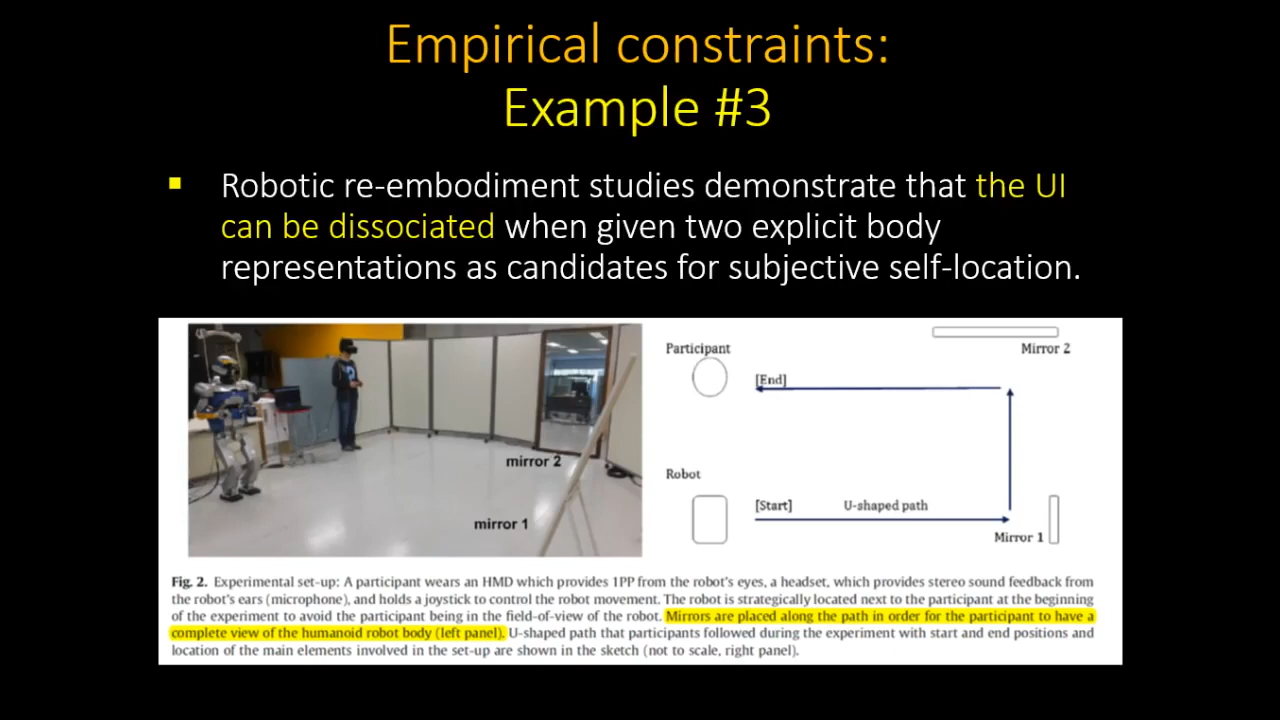 Empirical constraints:
Example #3
▪ Robotic re-embodiment studies demonstrate that the UI
can be dissociated when given two explicit body
representations as candidates for subjective self-location.
mirror 2
mirror 1
Participant
Mirror 2
[End]
Robot
[Start] U-shaped path
Mirror 1
Fig. 2. Experimental set-up: A participant wears an HMD which provides 1PP from the robot's eyes, a headset, which provides stereo sound feedback from
the robot's ears (microphone), and holds a joystick to control the robot movement. The robot is strategically located next to the participant at the beginning
of the experiment to avoid the participant being in the field-of-view of the robot. Mirrors are placed along the path in order for the participant to have a
complete view of the humanoid robot body (left panel). U-shaped path that participants followed during the experiment with start and end positions and
location of the main elements involved in the set-up are shown in the sketch (not to scale, right panel).